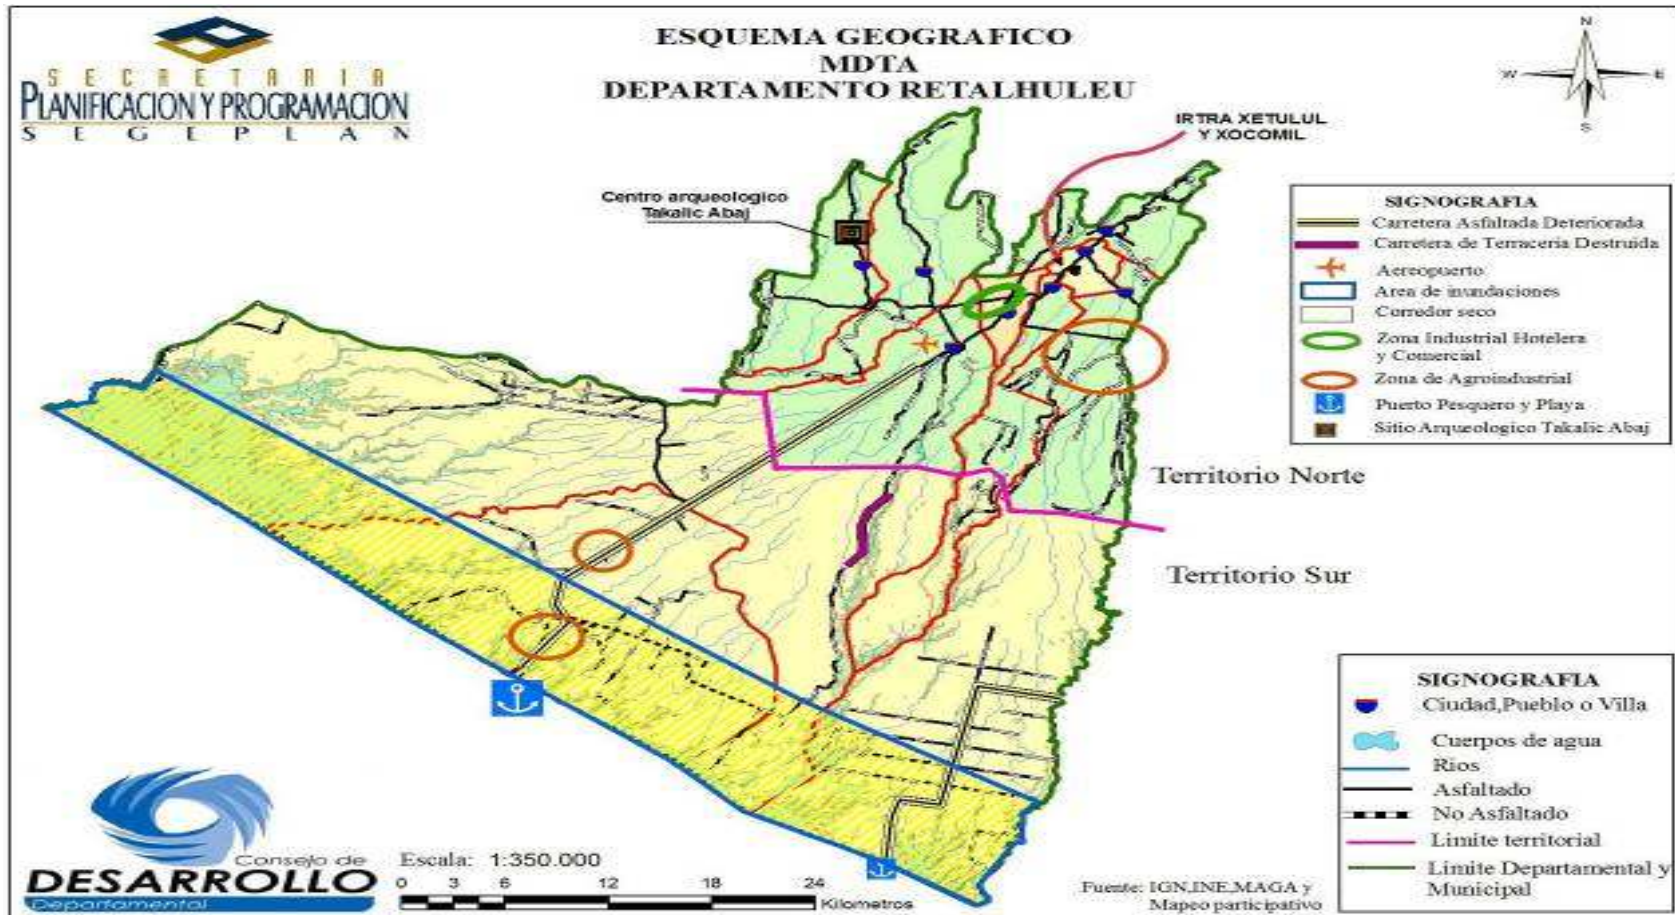 SECRETARIA
PLANIFICACION Y PROGRAMACION
SEGEPLAN
ESQUEMA GEOGRAFICO
MDTA
DEPARTAMENTO RETALHULEU
N
W
E
S
IRTRA XETULUL
Y XOCOMIL
Centro arqueologico
Takalic Abaj
SIGNOGRAFIA
Carretera Asfaltada Deteriorada
Carretera de Terraceria Destruida
Aereopuerto
Area de inundaciones
Corredor seco
Zona Industrial Hotelera
y Comercial
Zona de Agroindustrial
Puerto Pesquero y Playa
Sitio Arqueologico Takalic Abaj
Territorio Norte
Territorio Sur
SIGNOGRAFIA
Ciudad,Pueblo o Villa
Cuerpos de agua
Rios
Asfaltado
No Asfaltado
Limite territorial
Limite Departamental y
Municipal
Consejo de
DESARROLLO
Departamental
Escala: 1:350.000
0 3 6 12 18 24
Kilometros
Fuente: IGN,INE,MAGA y
Mapeo participativo